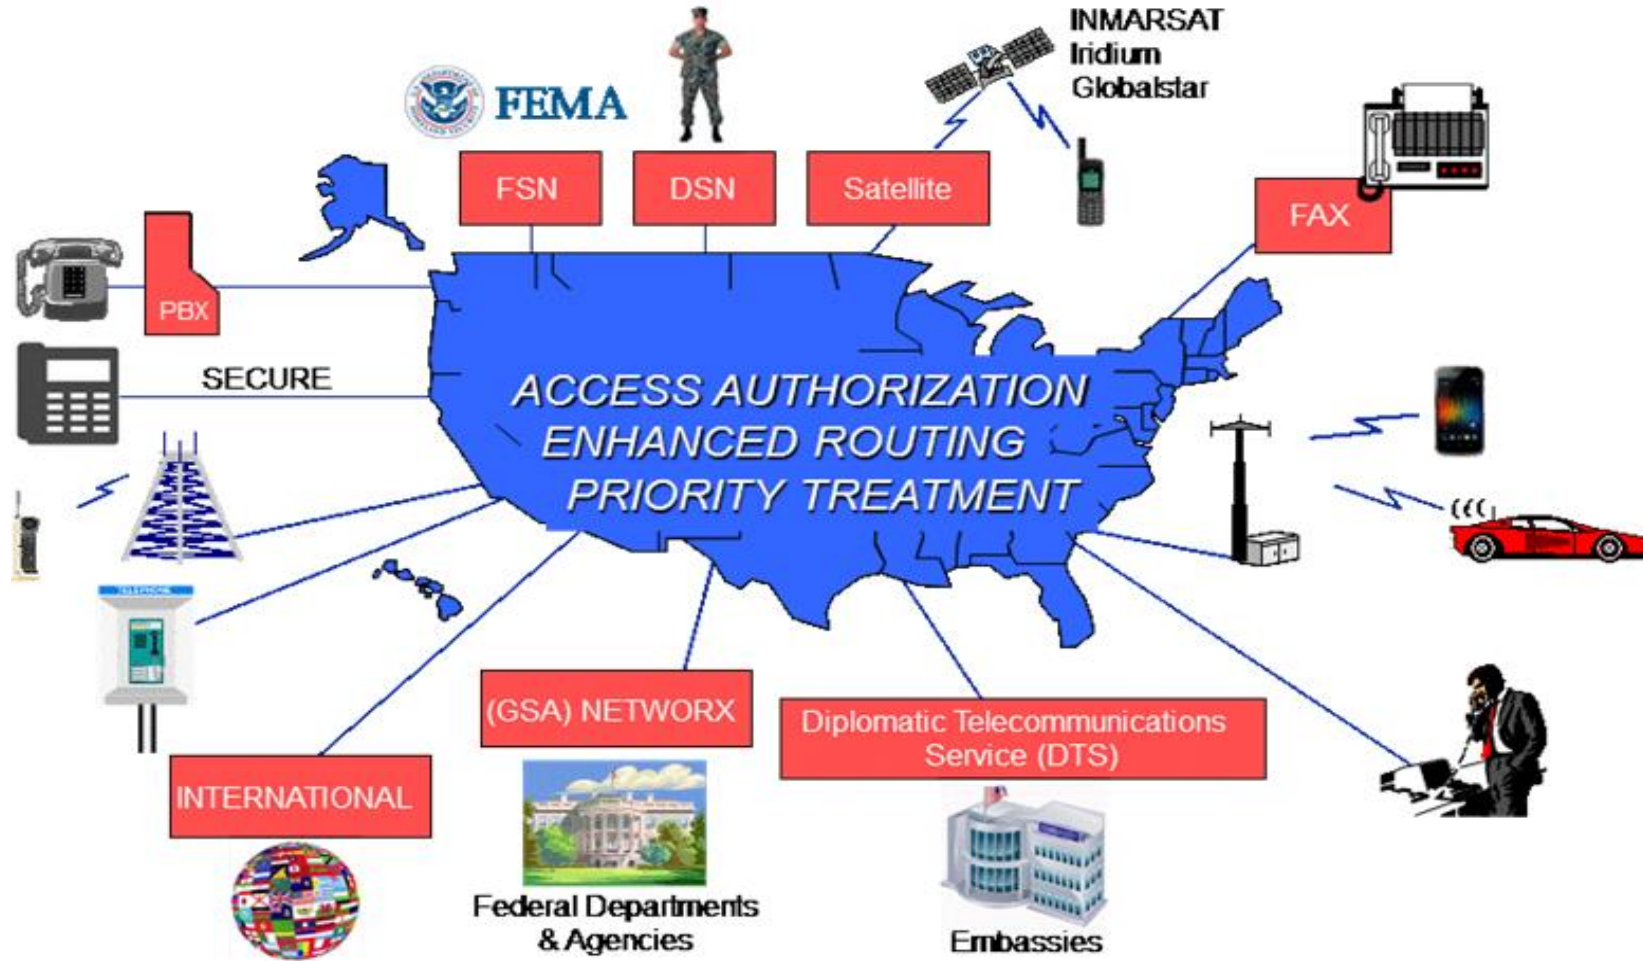 INMARSAT
Iridium
Globalstar
FEMA
FSN
DSN
Satellite
FAX
PBX
SECURE
ACCESS AUTHORIZATION
ENHANCED ROUTING
PRIORITY TREATMENT
TELEPHONE
(GSA) NETWORX
Diplomatic Telecommunications
Service (DTS)
INTERNATIONAL
Federal Departments
& Agencies
Embassies